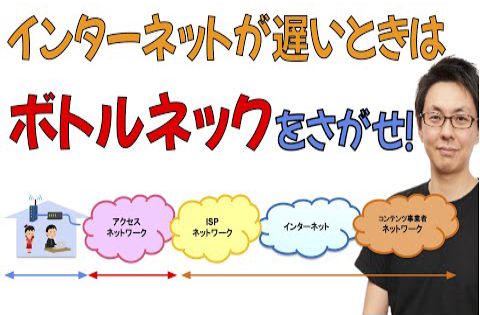 インターネットが遅いときは
ボトルネックをさがせ!
アクセス
ネットワーク
ISP
ネットワーク
インターネット
コンテンツ事業者
ネットワーク